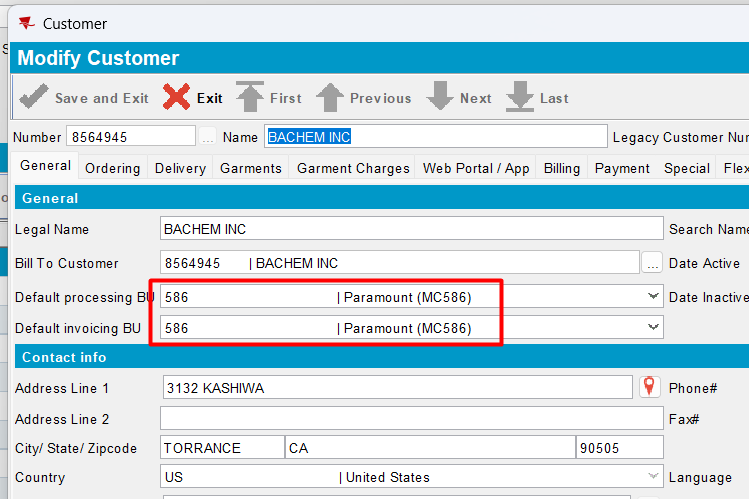 Customer
Modify Customer
Save and Exit Exit First Previous Next Last
Number 8564945 ... Name BACHEM INC Legacy Customer Num
General Ordering Delivery Garments Garment Charges Web Portal / App Billing Payment Special Flex
General
Legal Name BACHEM INC Search Name
Bill To Customer 8564945 | BACHEM INC ... Date Active
Default processing BU 586 | Paramount (MC586) Date Inactive
Default invoicing BU 586 | Paramount (MC586)
Contact info
Address Line 1 3132 KASHIWA Phone#
Address Line 2 Fax#
City/ State/ Zipcode TORRANCE CA 90505
Country US | United States Language